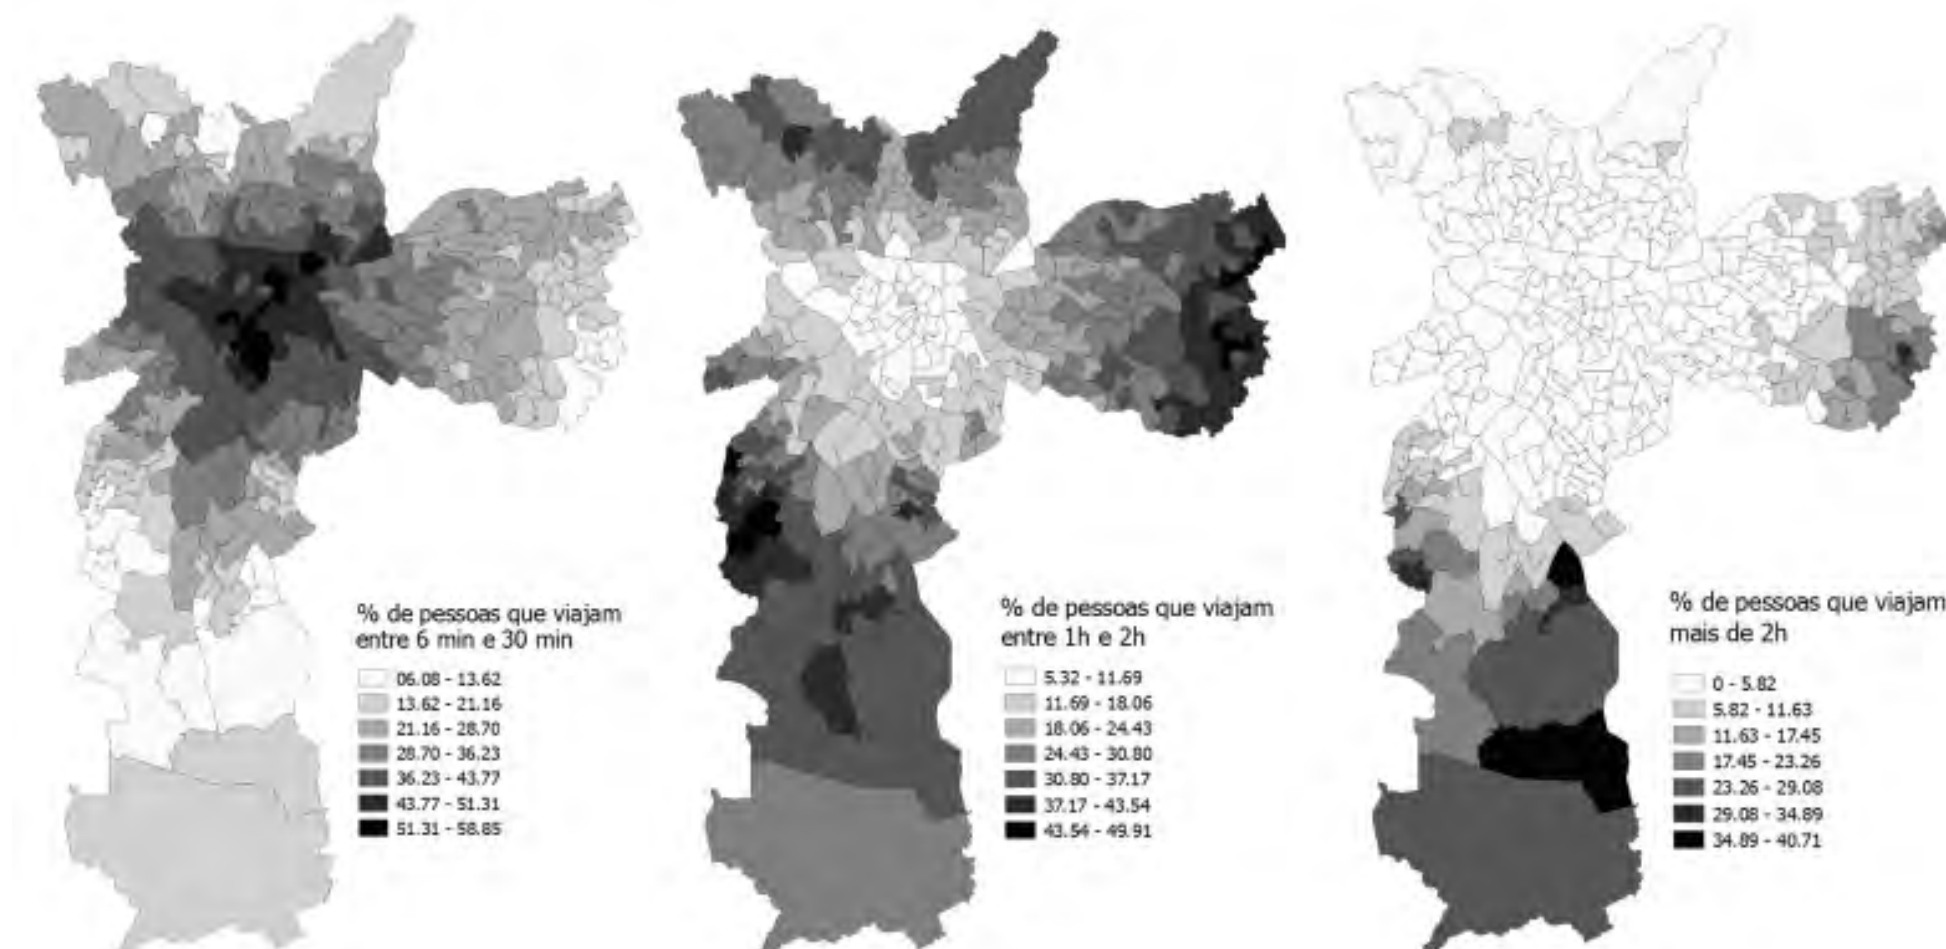 % de pessoas que viajam
entre 6 min e 30 min
06.08 - 13.62
13.62 - 21.16
21.16 - 28.70
28.70 - 36.23
36.23 - 43.77
43.77 - 51.31
51.31 - 58.85
% de pessoas que viajam
entre 1h e 2h
5.32 - 11.69
11.69 - 18.06
18.06 - 24.43
24.43 - 30.80
30.80 - 37.17
37.17 - 43.54
43.54 - 49.91
% de pessoas que viajam
mais de 2h
0 - 5.82
5.82 - 11.63
11.63 - 17.45
17.45 - 23.26
23.26 - 29.08
29.08 - 34.89
34.89 - 40.71